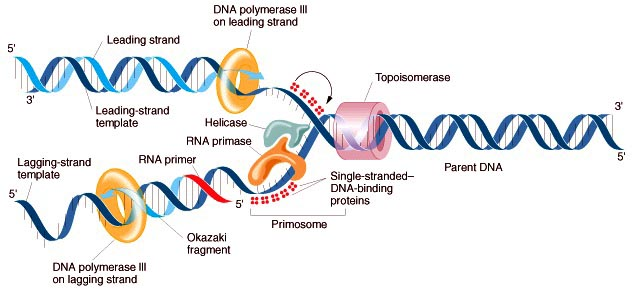 DNA polymerase III
on leading strand
5'
Leading strand
3'
Leading-strand
template
Topoisomerase
3'
Helicase
RNA primase
Lagging-strand
template
RNA primer
Parent DNA
5'
Single-stranded–
DNA-binding
proteins
5'
5'
Primosome
Okazaki
fragment
DNA polymerase III
on lagging strand